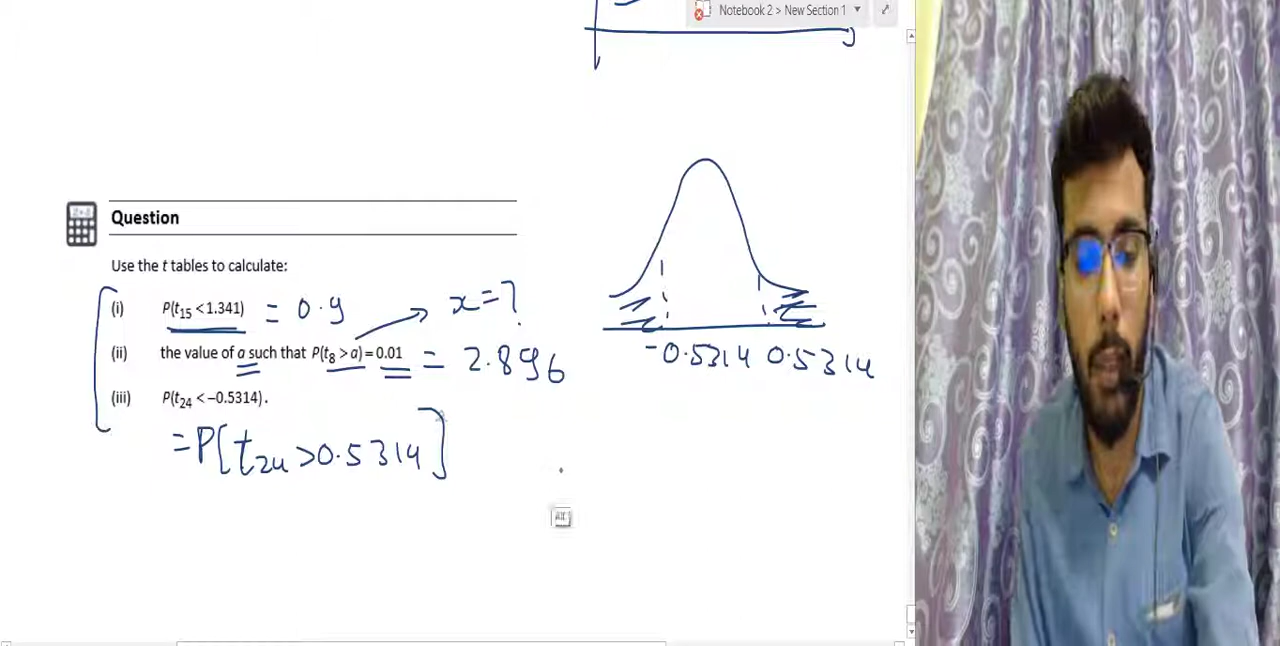 Notebook 2 > New Section 1
Question
Use the t tables to calculate:
(i) P(t15 < 1.341) = 0.9 x = ?
(ii) the value of a such that P(t8 > a) = 0.01 = 2.896
(iii) P(t24 < −0.5314).
= P[t24 > 0.5314]
-0.5314 0.5314